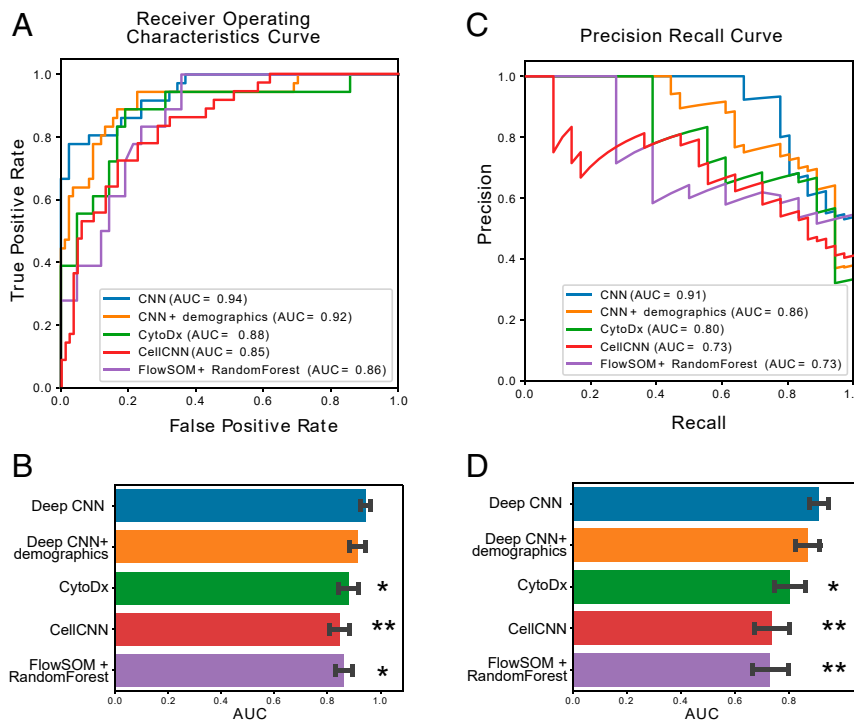 A
Receiver Operating
Characteristics Curve
True Positive Rate
1.0
0.8
0.6
0.4
0.2
0.0
CNN (AUC = 0.94)
CNN + demographics (AUC = 0.92)
CytoDx (AUC = 0.88)
CellCNN (AUC = 0.85)
FlowSOM + RandomForest (AUC = 0.86)
0.0 0.2 0.4 0.6 0.8 1.0
False Positive Rate
C
Precision Recall Curve
Precision
1.0
0.8
0.6
0.4
0.2
0.0
CNN (AUC = 0.91)
CNN + demographics (AUC = 0.86)
CytoDx (AUC = 0.80)
CellCNN (AUC = 0.73)
FlowSOM + RandomForest (AUC = 0.73)
0.0 0.2 0.4 0.6 0.8 1.0
Recall
B
Deep CNN
Deep CNN+
demographics
CytoDx *
CellCNN **
FlowSOM +
RandomForest *
0.0 0.2 0.4 0.6 0.8 1.0
AUC
D
Deep CNN
Deep CNN+
demographics
CytoDx *
CellCNN **
FlowSOM +
RandomForest **
0.0 0.2 0.4 0.6 0.8
AUC